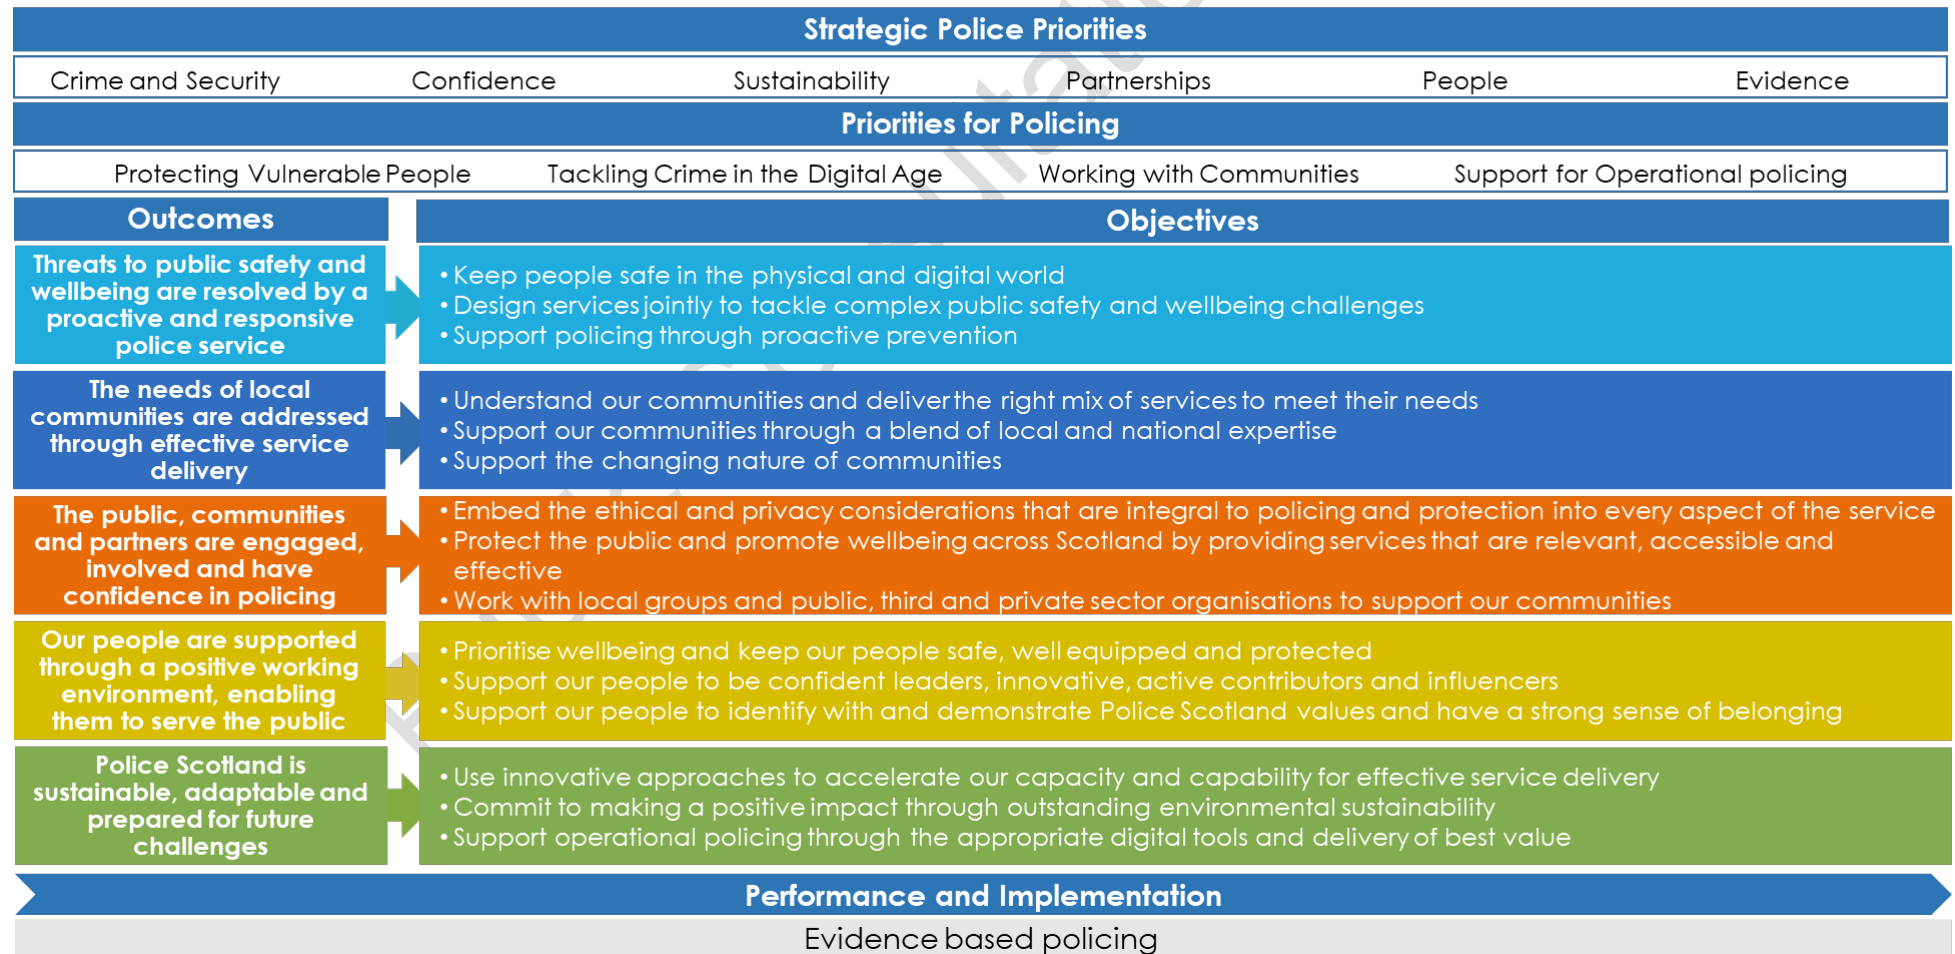 Strategic Police Priorities
Crime and Security Confidence Sustainability Partnerships People Evidence
Priorities for Policing
Protecting Vulnerable People Tackling Crime in the Digital Age Working with Communities Support for Operational policing
Outcomes
Objectives
Threats to public safety and
wellbeing are resolved by a
proactive and responsive
police service
• Keep people safe in the physical and digital world
• Design services jointly to tackle complex public safety and wellbeing challenges
• Support policing through proactive prevention
The needs of local
communities are addressed
through effective service
delivery
• Understand our communities and deliver the right mix of services to meet their needs
• Support our communities through a blend of local and national expertise
• Support the changing nature of communities
The public, communities
and partners are engaged,
involved and have
confidence in policing
• Embed the ethical and privacy considerations that are integral to policing and protection into every aspect of the service
• Protect the public and promote wellbeing across Scotland by providing services that are relevant, accessible and
effective
• Work with local groups and public, third and private sector organisations to support our communities
Our people are supported
through a positive working
environment, enabling
them to serve the public
• Prioritise wellbeing and keep our people safe, well equipped and protected
• Support our people to be confident leaders, innovative, active contributors and influencers
• Support our people to identify with and demonstrate Police Scotland values and have a strong sense of belonging
Police Scotland is
sustainable, adaptable and
prepared for future
challenges
• Use innovative approaches to accelerate our capacity and capability for effective service delivery
• Commit to making a positive impact through outstanding environmental sustainability
• Support operational policing through the appropriate digital tools and delivery of best value
Performance and Implementation
Evidence based policing